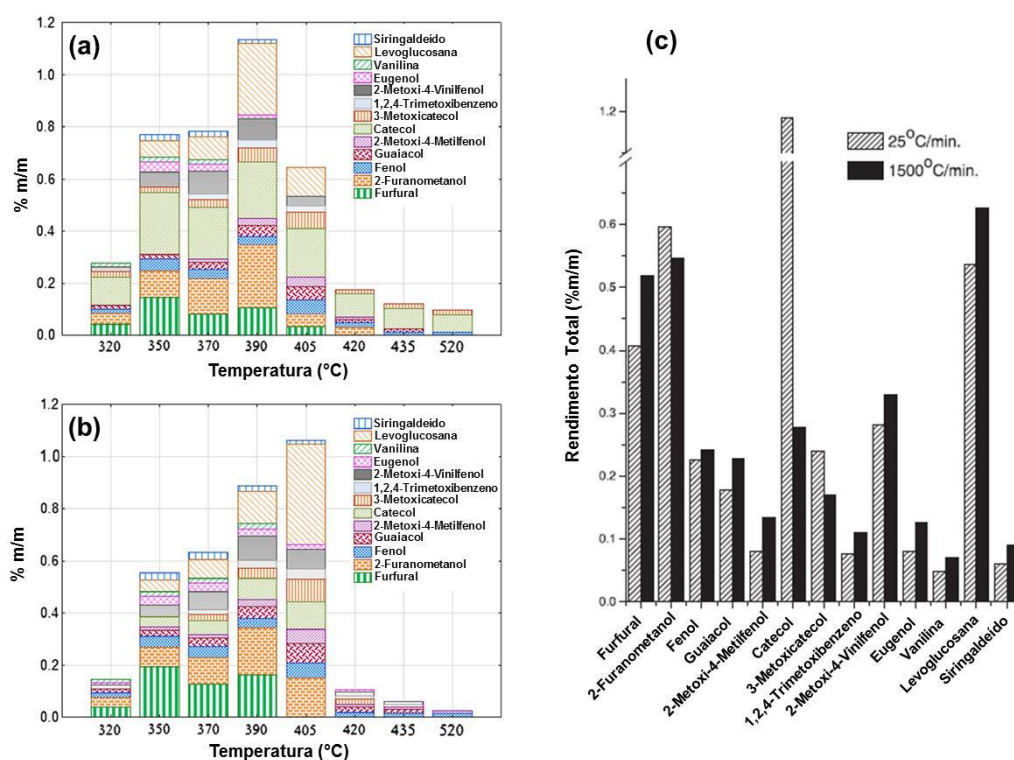 (a)
1.2
1.0
0.8
0.6
0.4
0.2
0.0
% m/m
Siringaldeído
Levoglucosana
Vanilina
Eugenol
2-Metoxi-4-Vinilfenol
1,2,4-Trimetoxibenzeno
3-Metoxicatecol
Catecol
2-Metoxi-4-Metilfenol
Guaiacol
Fenol
2-Furanometanol
Furfural
320 350 370 390 405 420 435 520
Temperatura (°C)
(b)
1.2
1.0
0.8
0.6
0.4
0.2
0.0
% m/m
Siringaldeído
Levoglucosana
Vanilina
Eugenol
2-Metoxi-4-Vinilfenol
1,2,4-Trimetoxibenzeno
3-Metoxicatecol
Catecol
2-Metoxi-4-Metilfenol
Guaiacol
Fenol
2-Furanometanol
Furfural
320 350 370 390 405 420 435 520
Temperatura (°C)
(c)
1.2
0.6
0.4
0.3
0.2
0.1
0.0
Rendimento Total (%m/m)
25°C/min.
1500°C/min.
Furfural
2-Furanometanol
Fenol
Guaiacol
2-Metoxi-4-Metilfenol
Catecol
3-Metoxicatecol
1,2,4-Trimetoxibenzeno
2-Metoxi-4-Vinilfenol
Eugenol
Vanilina
Levoglucosana
Siringaldeído